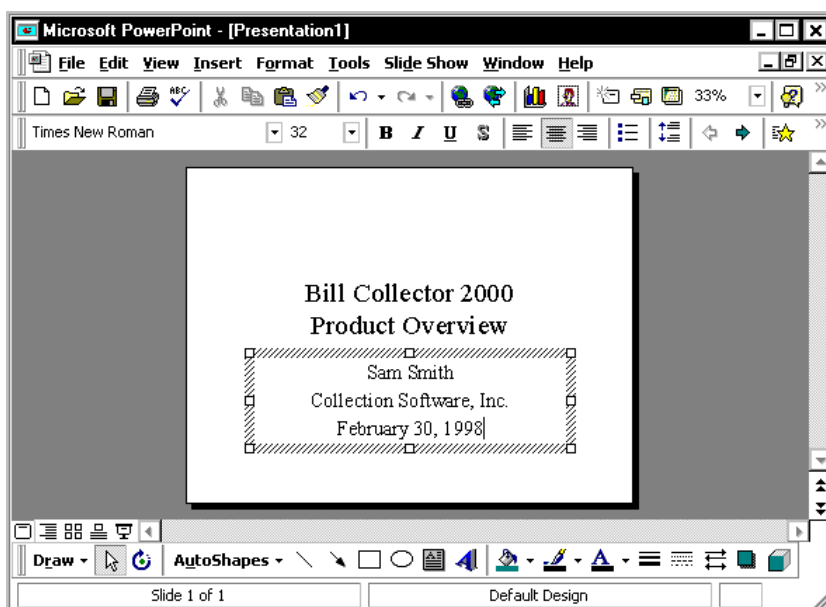 Microsoft PowerPoint - [Presentation1]
File Edit View Insert Format Tools Slide Show Window Help
ABC 33% >>
Times New Roman 32 B I U S >>
Bill Collector 2000
Product Overview
Sam Smith
Collection Software, Inc.
February 30, 1998
Draw AutoShapes A
Slide 1 of 1 Default Design